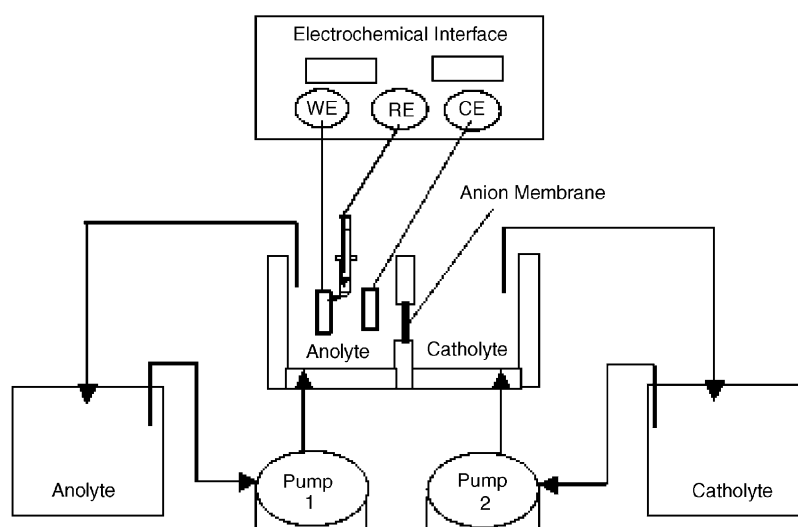 Electrochemical Interface
WE
RE
CE
Anion Membrane
Anolyte
Catholyte
Anolyte
Pump
1
Pump
2
Catholyte